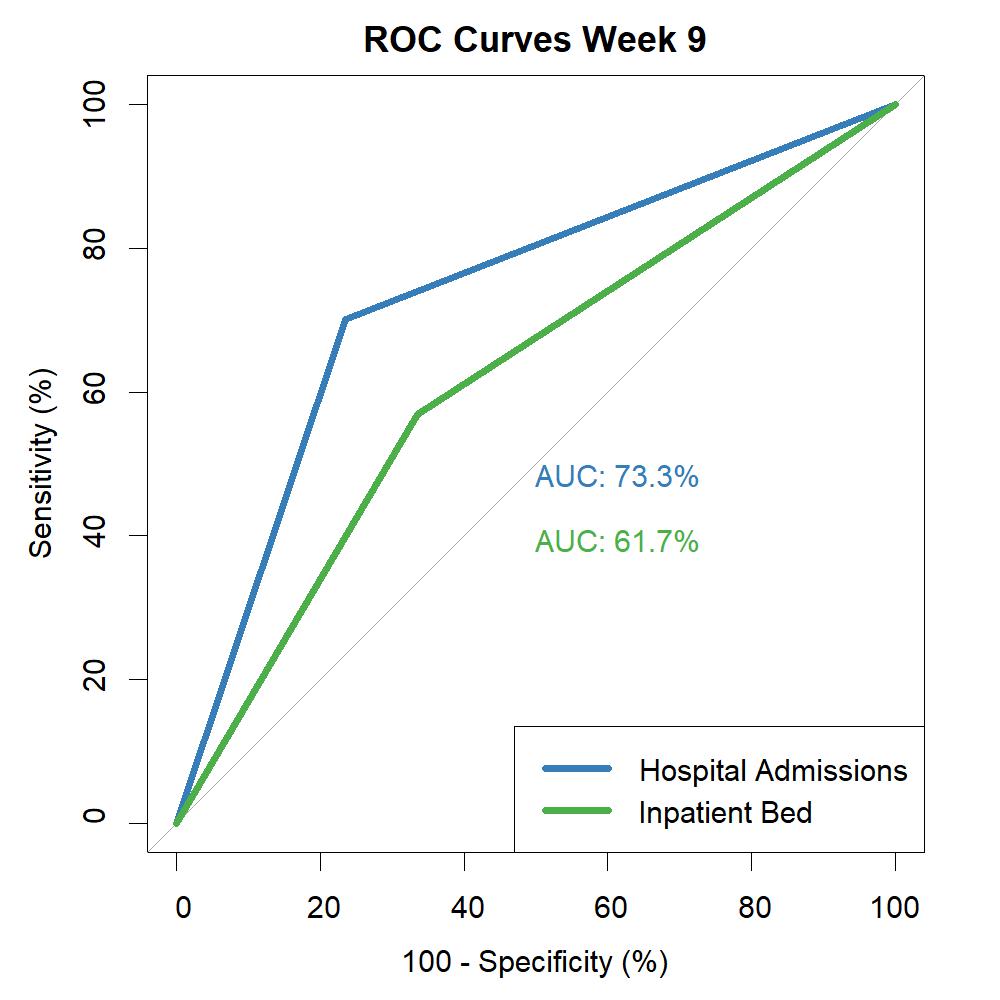 ROC Curves Week 9
Sensitivity (%)
100
80
60
40
20
0
AUC: 73.3%
AUC: 61.7%
Hospital Admissions
Inpatient Bed
0 20 40 60 80 100
100 - Specificity (%)